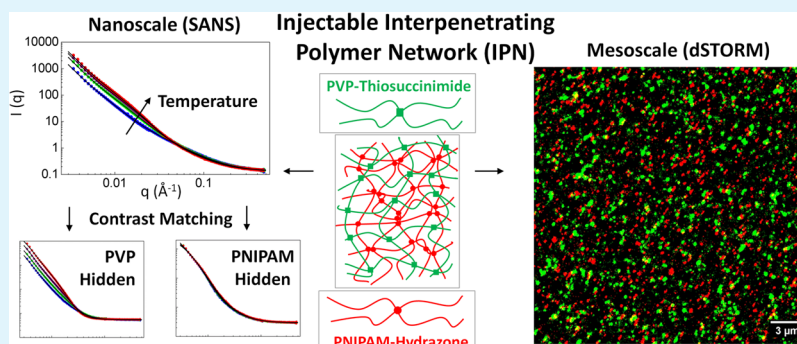 Nanoscale (SANS)
Injectable Interpenetrating
Polymer Network (IPN)
Mesoscale (dSTORM)
10000
1000
100
10
1
0.1
I (q)
Temperature
0.01
0.1
q (Å⁻¹)
Contrast Matching
PVP
Hidden
PNIPAM
Hidden
PVP-Thiosuccinimide
PNIPAM-Hydrazone
3 μm